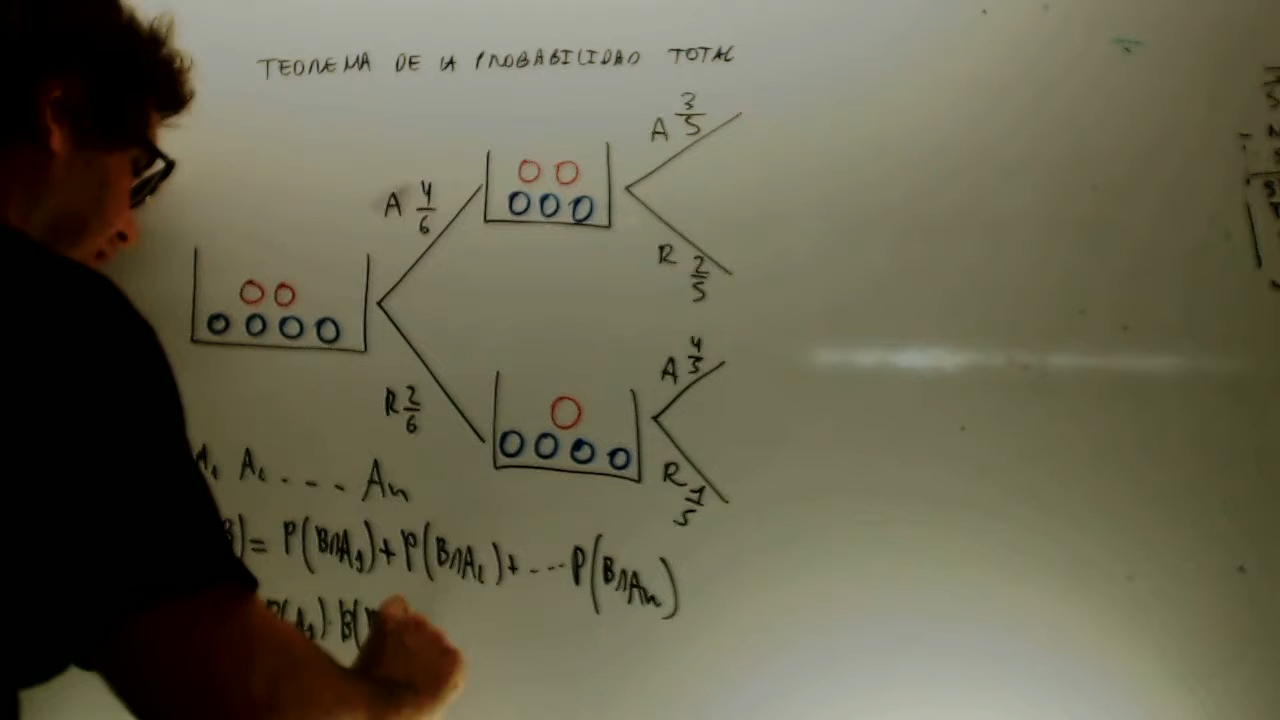 TEOREMA DE LA PROBABILIDAD TOTAL
A 3/5
A 4/6
R 2/5
A 4/5
R 2/6
R 1/5
A₁ A₂ .... Aₙ
B) = P(B∩A₁) + P(B∩A₂) + ... P(B∩Aₙ)
P(A₁) · B(